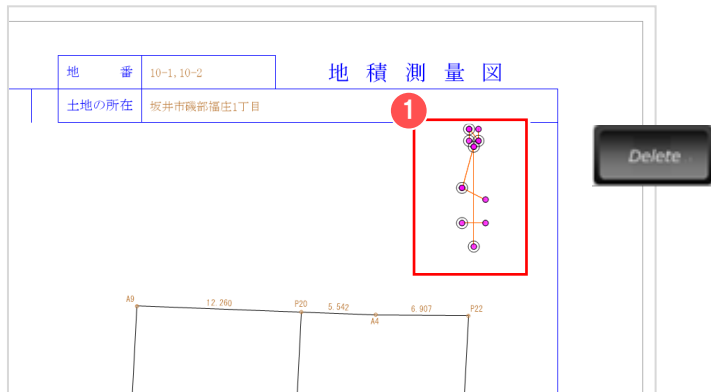 地 番 10-1,10-2 地積測量図
土地の所在 坂井市磯部福庄1丁目
1
Delete
A9 12.260 P20 5.542 6.907 P22
A4